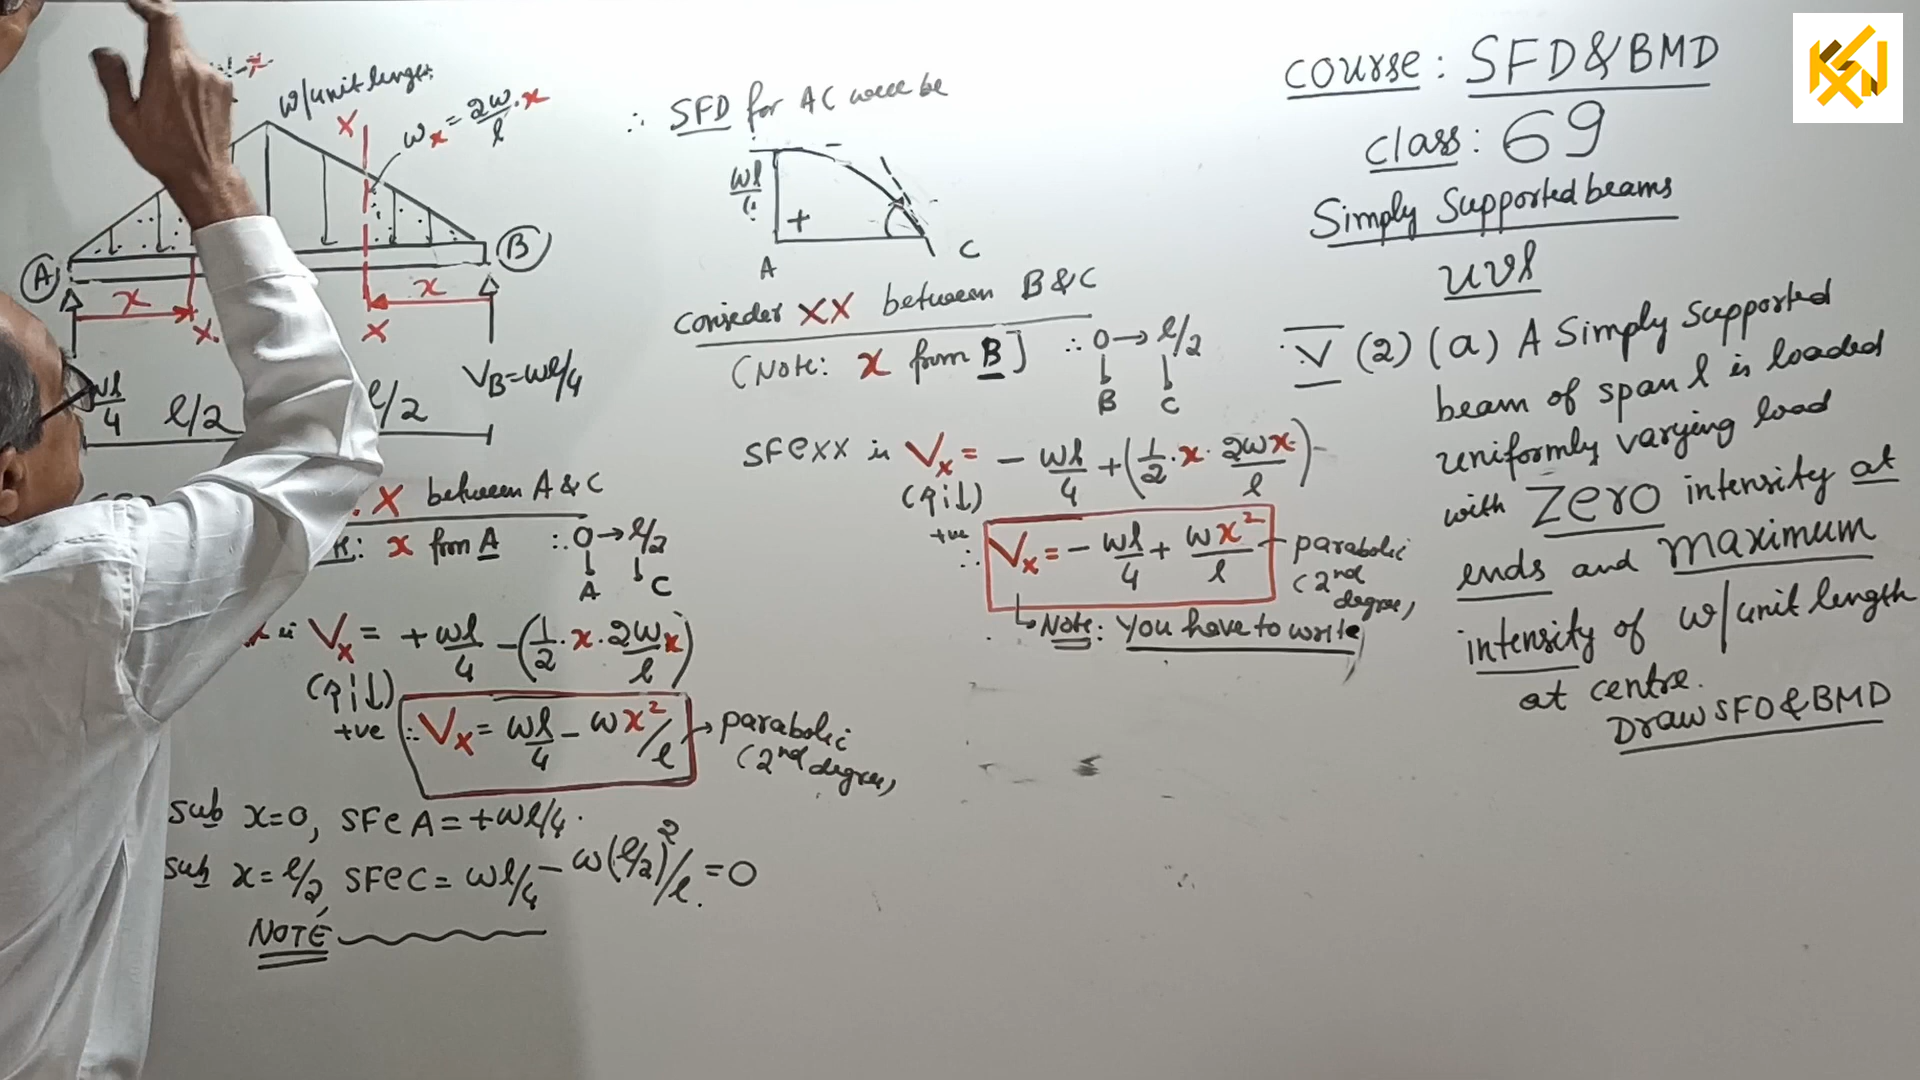 COURSE: SFD&BMD
Class: 69
Simply Supported beams
uvl
V (2) (a) A Simply Supported
beam of span l is loaded
uniformly varying load
with Zero intensity at
ends and maximum
intensity of w/unit length
at centre.
Draw SFD & BMD
w/unit length
X
wx = 2w/l . x
A
B
x
x
X
X
wl/4
l/2
l/2
VB = wl/4
X between A & C
x from A ∴ 0 → l/2
A C
Vx = + wl/4 - (1/2 . x . 2wx/l)
+ve
∴ Vx = wl/4 - wx²/l → parabolic
(2nd degree)
Sub x=0, SF@A = +wl/4.
Sub x=l/2, SF@C = wl/4 - w(l/2)²/l = 0
NOTE
∴ SFD for AC will be
+
A C
Consider XX between B & C
(Note: x from B] ∴ 0 → l/2
B C
SF@XX is Vx = - wl/4 + (1/2 . x . 2wx/l)
+ve
∴ Vx = - wl/4 + wx²/l - parabolic
(2nd degree)
Note: You have to write